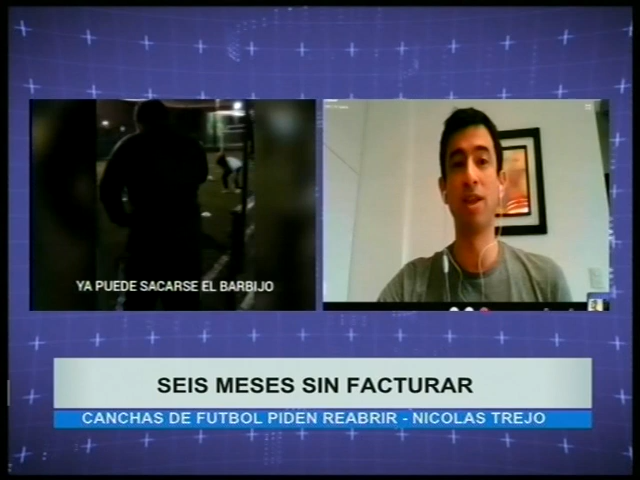 YA PUEDE SACARSE EL BARBIJO
SEIS MESES SIN FACTURAR
CANCHAS DE FUTBOL PIDEN REABRIR - NICOLAS TREJO